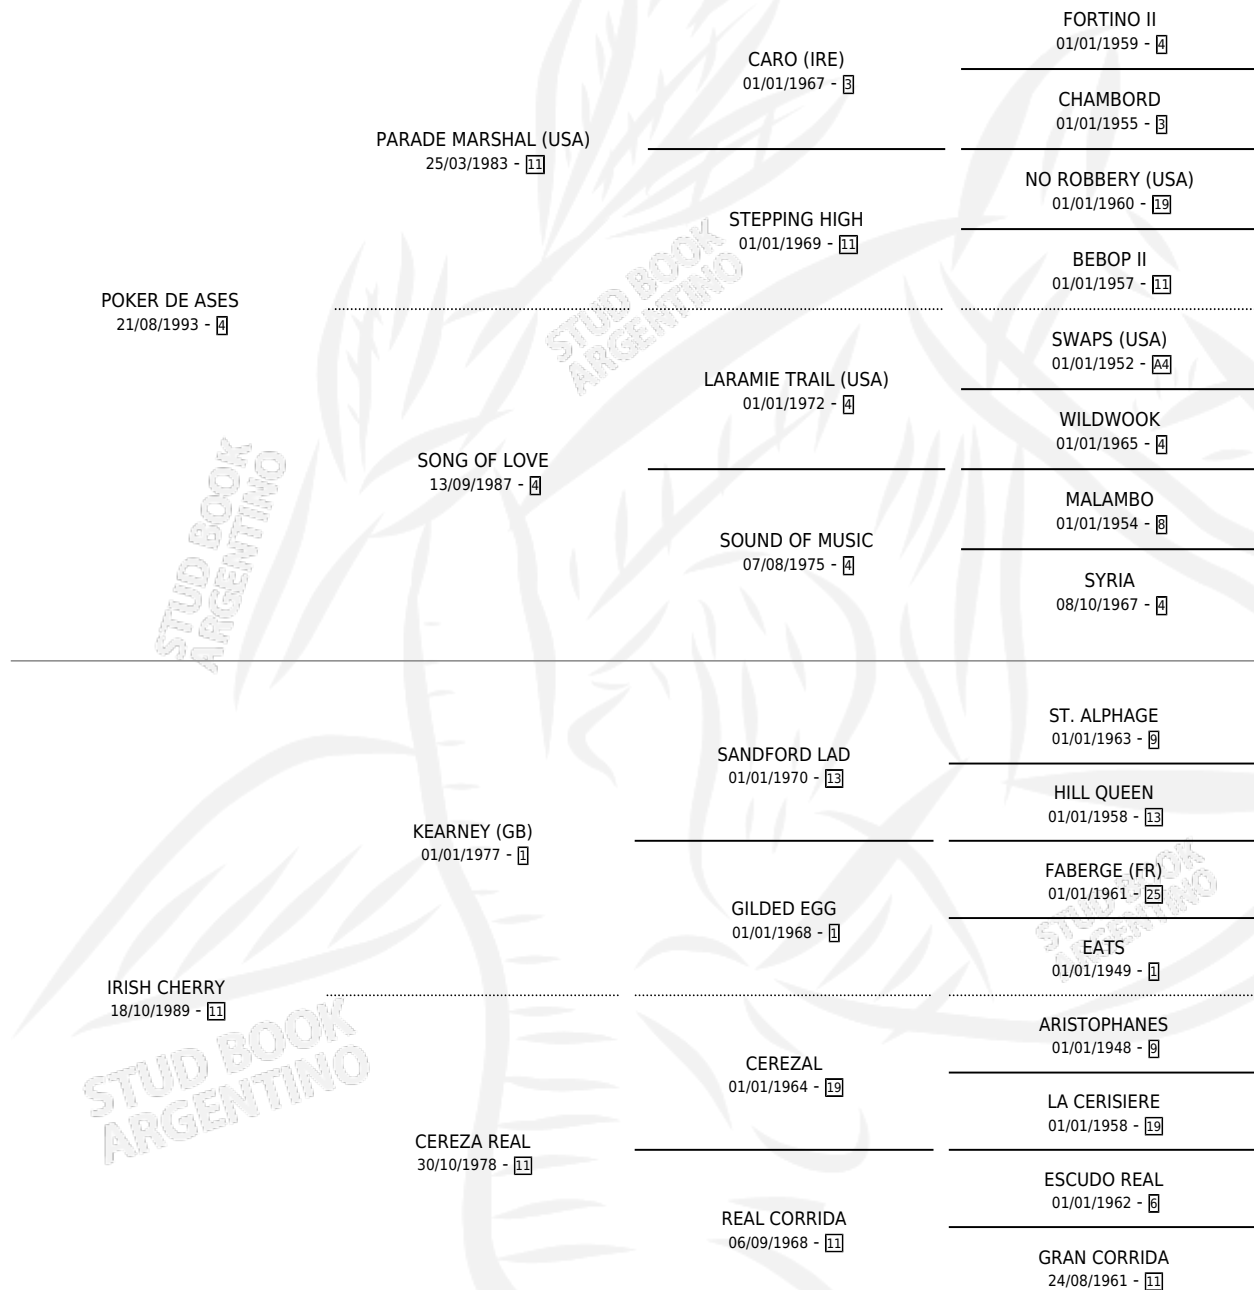 FORTINO II
01/01/1959 - 4
CARO (IRE)
01/01/1967 - 3
CHAMBORD
01/01/1955 - 3
PARADE MARSHAL (USA)
25/03/1983 - 11
NO ROBBERY (USA)
01/01/1960 - 19
STEPPING HIGH
01/01/1969 - 11
BEBOP II
01/01/1957 - 11
POKER DE ASES
21/08/1993 - 4
SWAPS (USA)
01/01/1952 - A4
LARAMIE TRAIL (USA)
01/01/1972 - 4
WILDWOOK
01/01/1965 - 4
SONG OF LOVE
13/09/1987 - 4
MALAMBO
01/01/1954 - 8
SOUND OF MUSIC
07/08/1975 - 4
SYRIA
08/10/1967 - 4
ST. ALPHAGE
01/01/1963 - 9
SANDFORD LAD
01/01/1970 - 13
HILL QUEEN
01/01/1958 - 13
KEARNEY (GB)
01/01/1977 - 1
FABERGE (FR)
01/01/1961 - 25
GILDED EGG
01/01/1968 - 1
EATS
01/01/1949 - 1
IRISH CHERRY
18/10/1989 - 11
ARISTOPHANES
01/01/1948 - 9
CEREZAL
01/01/1964 - 19
LA CERISIERE
01/01/1958 - 19
CEREZA REAL
30/10/1978 - 11
ESCUDO REAL
01/01/1962 - 6
REAL CORRIDA
06/09/1968 - 11
GRAN CORRIDA
24/08/1961 - 11
STUD BOOK
ARGENTINO
STUD BOOK
ARGENTINO
STUD BOOK
ARGENTINO
STUD BOOK
ARGENTINO